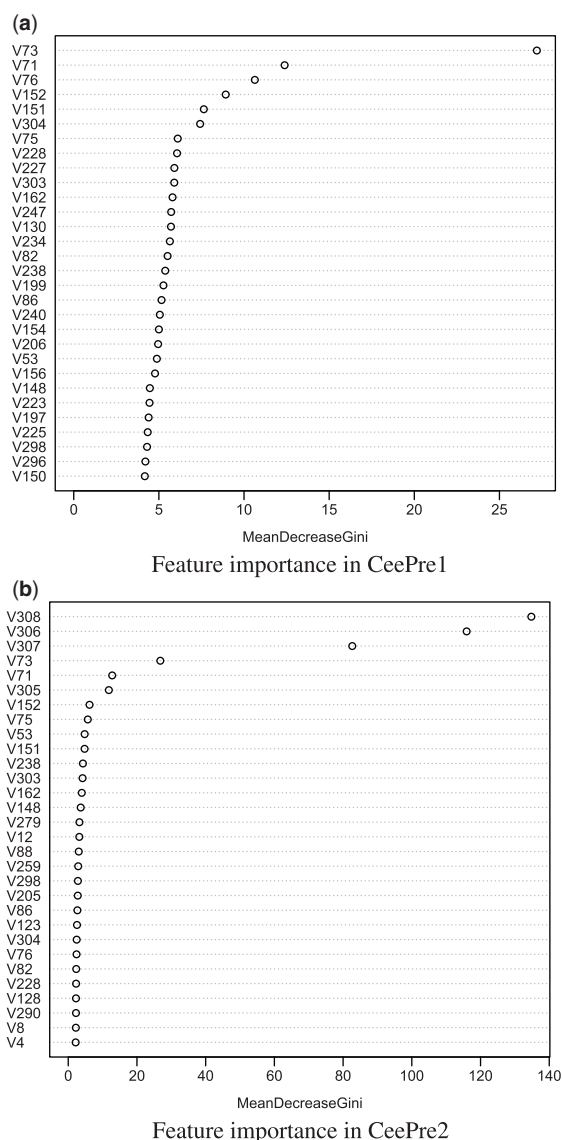 (a)
V73
V71
V76
V152
V151
V304
V75
V228
V227
V303
V162
V247
V130
V234
V82
V238
V199
V86
V240
V154
V206
V53
V156
V148
V223
V197
V225
V298
V296
V150
0 5 10 15 20 25
MeanDecreaseGini
Feature importance in CeePre1
(b)
V308
V306
V307
V73
V71
V305
V152
V75
V53
V151
V238
V303
V162
V148
V279
V12
V88
V259
V298
V205
V86
V123
V304
V76
V82
V228
V128
V290
V8
V4
0 20 40 60 80 100 120 140
MeanDecreaseGini
Feature importance in CeePre2